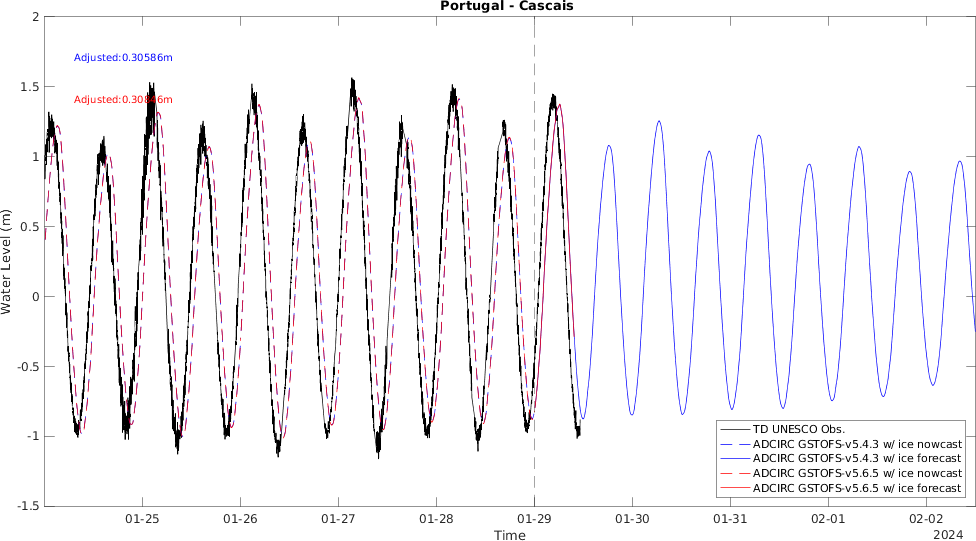 Portugal - Cascais
2
1.5
1
0.5
0
-0.5
-1
-1.5
Water Level (m)
Adjusted:0.30586m
Adjusted:0.30846m
TD UNESCO Obs.
ADCIRC GSTOFS-v5.4.3 w/ ice nowcast
ADCIRC GSTOFS-v5.4.3 w/ ice forecast
ADCIRC GSTOFS-v5.6.5 w/ ice nowcast
ADCIRC GSTOFS-v5.6.5 w/ ice forecast
01-25 01-26 01-27 01-28 01-29 01-30 01-31 02-01 02-02
Time
2024